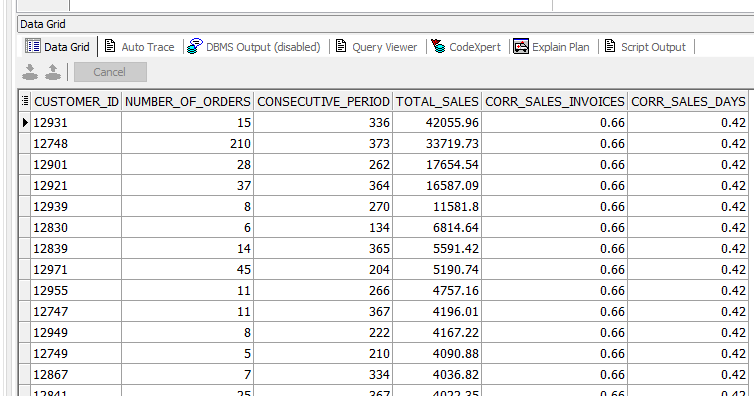 Data Grid
Data Grid Auto Trace DBMS Output (disabled) Query Viewer CodeXpert Explain Plan Script Output
Cancel
CUSTOMER_ID NUMBER_OF_ORDERS CONSECUTIVE_PERIOD TOTAL_SALES CORR_SALES_INVOICES CORR_SALES_DAYS
12931 15 336 42055.96 0.66 0.42
12748 210 373 33719.73 0.66 0.42
12901 28 262 17654.54 0.66 0.42
12921 37 364 16587.09 0.66 0.42
12939 8 270 11581.8 0.66 0.42
12830 6 134 6814.64 0.66 0.42
12839 14 365 5591.42 0.66 0.42
12971 45 204 5190.74 0.66 0.42
12955 11 266 4757.16 0.66 0.42
12747 11 367 4196.01 0.66 0.42
12949 8 222 4167.22 0.66 0.42
12749 5 210 4090.88 0.66 0.42
12867 7 334 4036.82 0.66 0.42
12841 25 367 4022.35 0.66 0.42